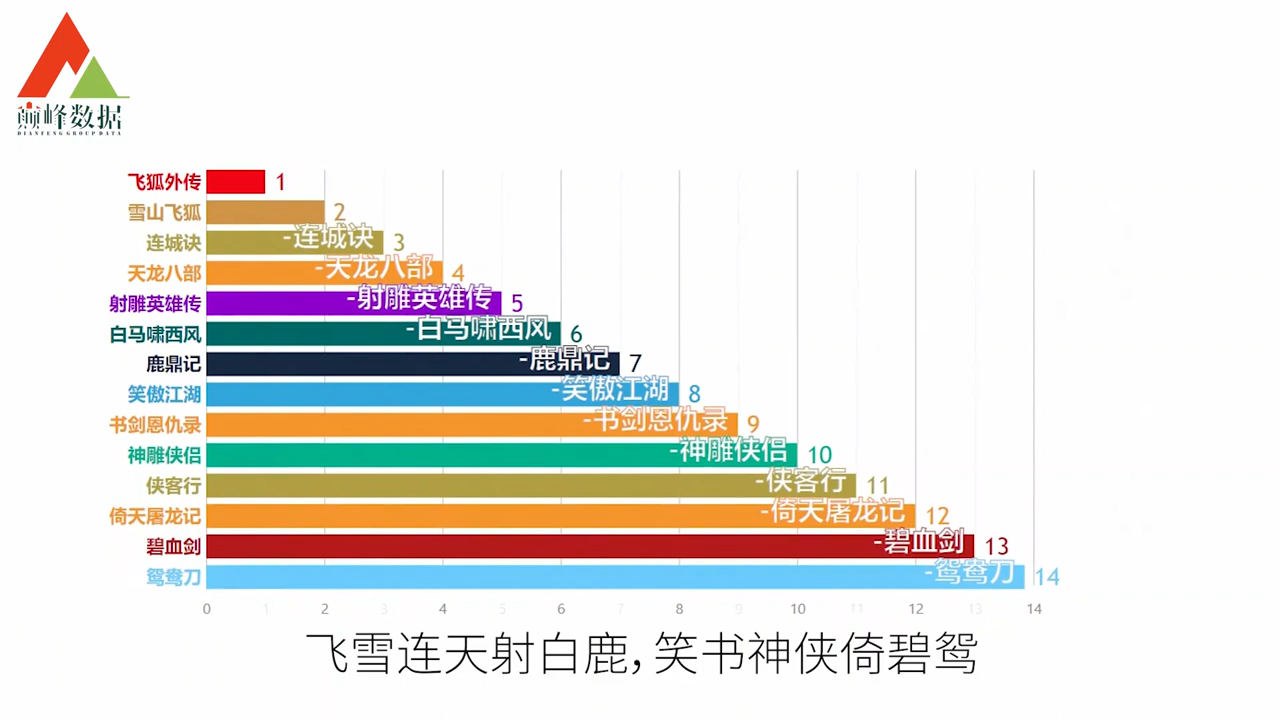 巅峰数据
DIANFENG GROUP DATA
飞狐外传 1
雪山飞狐 2
连城诀 -连城诀 3
天龙八部 -天龙八部 4
射雕英雄传 -射雕英雄传 5
白马啸西风 -白马啸西风 6
鹿鼎记 -鹿鼎记 7
笑傲江湖 -笑傲江湖 8
书剑恩仇录 -书剑恩仇录 9
神雕侠侣 -神雕侠侣 10
侠客行 -侠客行 11
倚天屠龙记 -倚天屠龙记 12
碧血剑 -碧血剑 13
鸳鸯刀 -鸳鸯刀 14
0 1 2 3 4 5 6 7 8 9 10 11 12 13 14
飞雪连天射白鹿，笑书神侠倚碧鸳